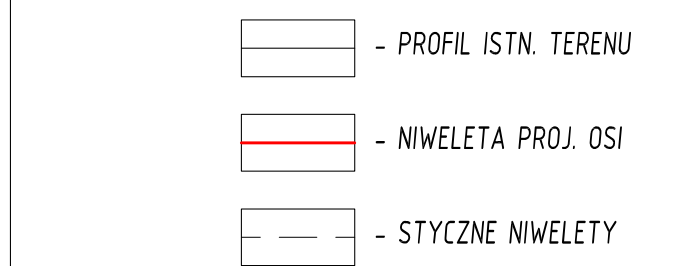 - PROFIL ISTN. TERENU
- NIWELETA PROJ. OSI
- STYCZNE NIWELETY